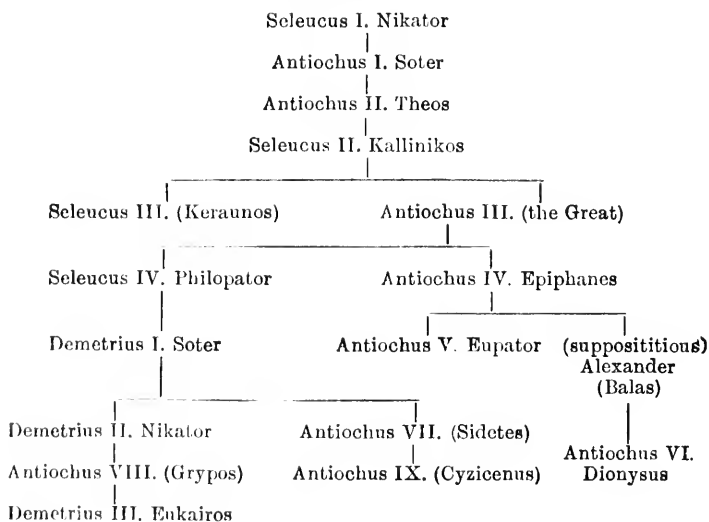 Seleucus I. Nikator
Antiochus I. Soter
Antiochus II. Theos
Seleucus II. Kallinikos
Seleucus III. (Keraunos) Antiochus III. (the Great)
Seleucus IV. Philopator Antiochus IV. Epiphanes
Demetrius I. Soter Antiochus V. Eupator (supposititious)
Alexander
(Balas)
Demetrius II. Nikator Antiochus VII. (Sidetes)
Antiochus VI.
Antiochus VIII. (Grypos) Antiochus IX. (Cyzicenus) Dionysus
Demetrius III. Eukairos